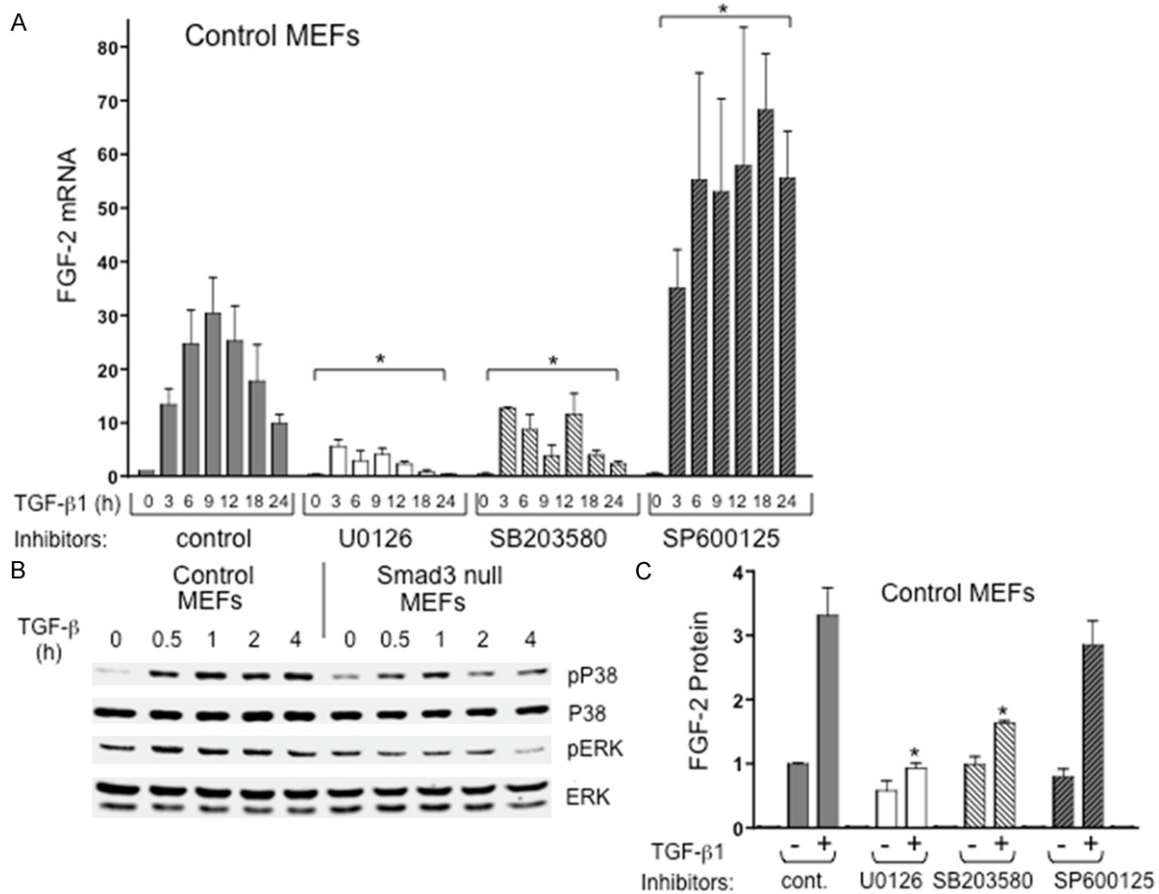 A
Control MEFs
FGF-2 mRNA
80
70
60
50
40
30
20
10
0
* * *
TGF-β1 (h) 0 3 6 9 12 18 24 0 3 6 9 12 18 24 0 3 6 9 12 18 24 0 3 6 9 12 18 24
Inhibitors: control U0126 SB203580 SP600125
B
Control MEFs
Smad3 null MEFs
TGF-β (h) 0 0.5 1 2 4 0 0.5 1 2 4
pP38
P38
pERK
ERK
C
Control MEFs
FGF-2 Protein
4
3
2
1
0
* *
TGF-β1 - + - + - + - +
Inhibitors: cont. U0126 SB203580 SP600125